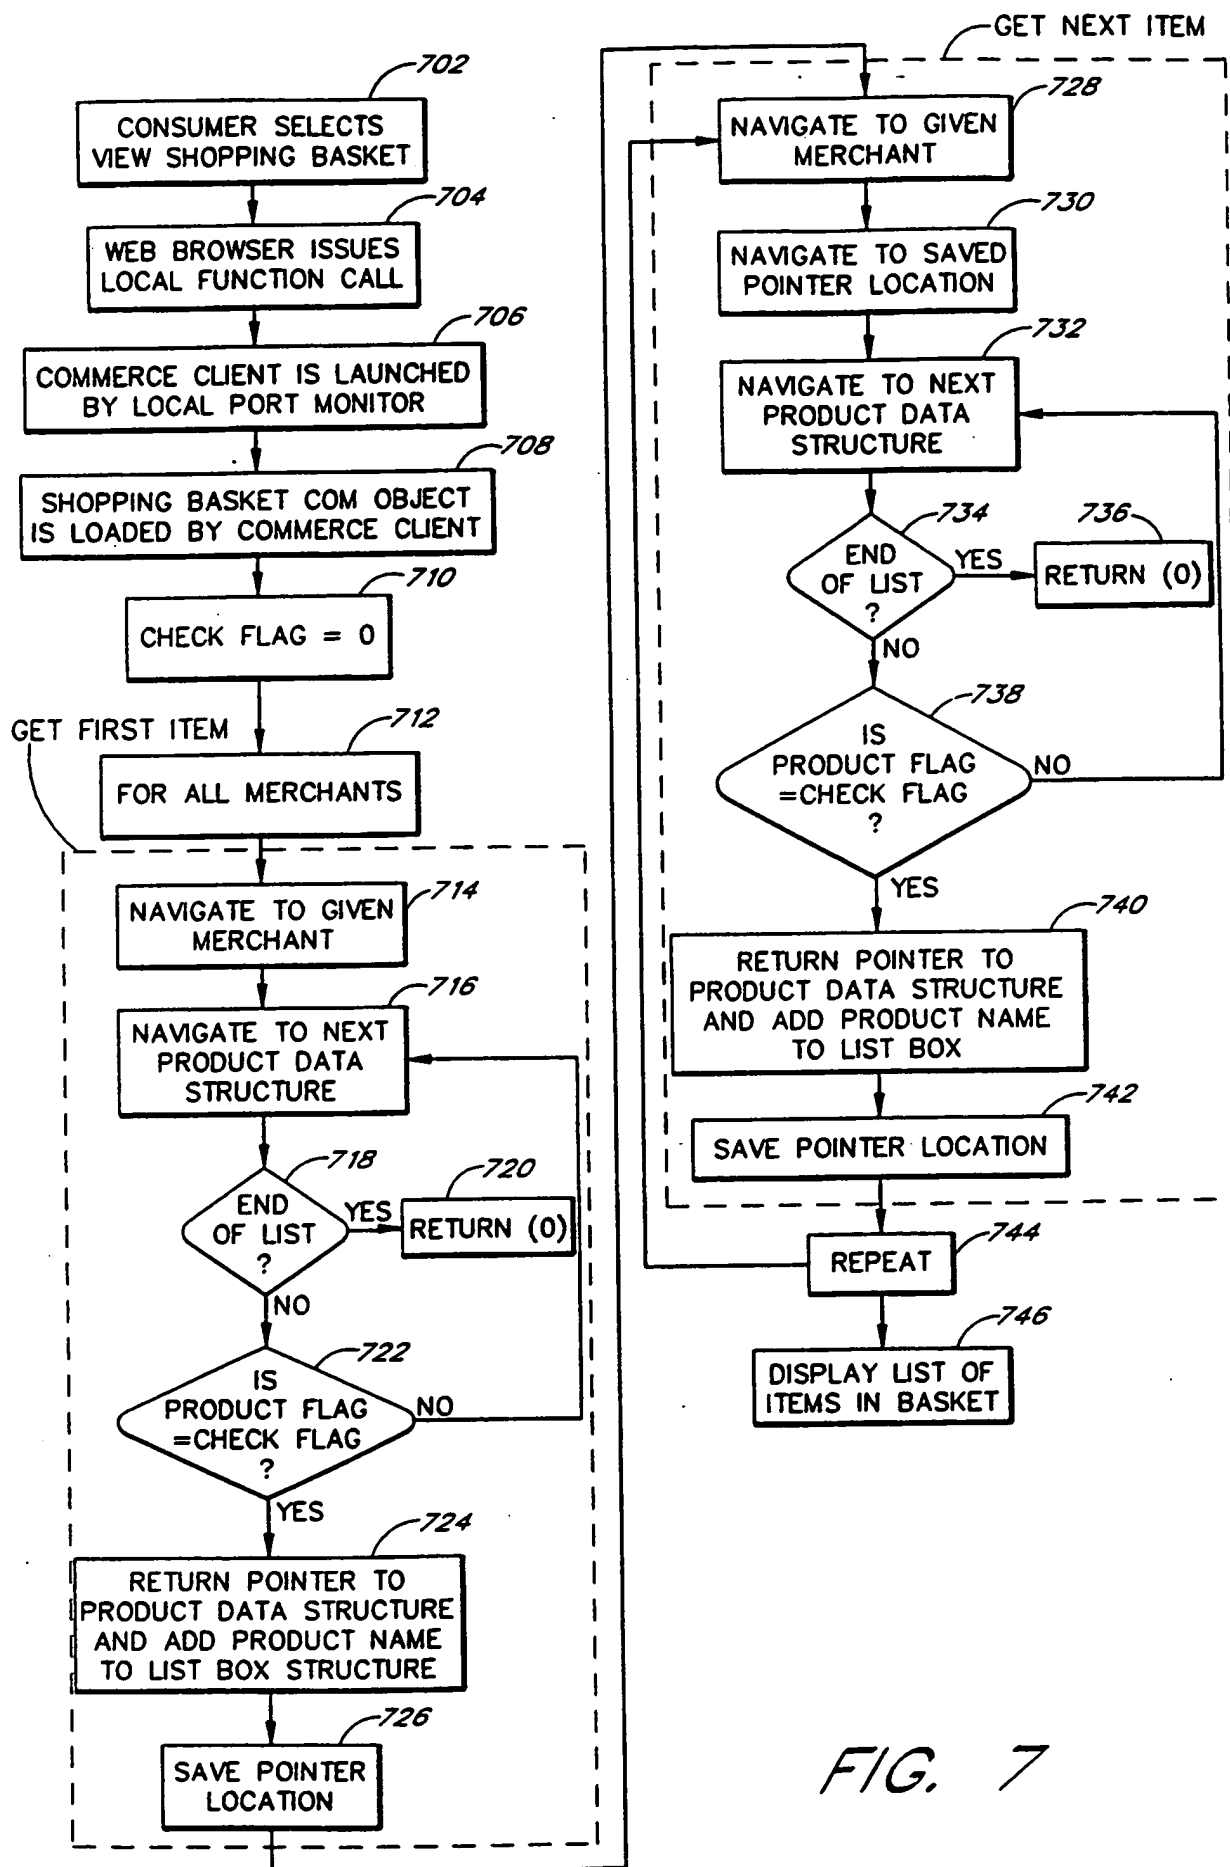 702
CONSUMER SELECTS
VIEW SHOPPING BASKET
704
WEB BROWSER ISSUES
LOCAL FUNCTION CALL
706
COMMERCE CLIENT IS LAUNCHED
BY LOCAL PORT MONITOR
708
SHOPPING BASKET COM OBJECT
IS LOADED BY COMMERCE CLIENT
710
CHECK FLAG = 0
GET FIRST ITEM
712
FOR ALL MERCHANTS
714
NAVIGATE TO GIVEN
MERCHANT
716
NAVIGATE TO NEXT
PRODUCT DATA
STRUCTURE
718
END
OF LIST
?
YES
720
RETURN (0)
NO
722
IS
PRODUCT FLAG
=CHECK FLAG
?
NO
YES
724
RETURN POINTER TO
PRODUCT DATA STRUCTURE
AND ADD PRODUCT NAME
TO LIST BOX STRUCTURE
726
SAVE POINTER
LOCATION
GET NEXT ITEM
728
NAVIGATE TO GIVEN
MERCHANT
730
NAVIGATE TO SAVED
POINTER LOCATION
732
NAVIGATE TO NEXT
PRODUCT DATA
STRUCTURE
734
END
OF LIST
?
YES
736
RETURN (0)
NO
738
IS
PRODUCT FLAG
=CHECK FLAG
?
NO
YES
740
RETURN POINTER TO
PRODUCT DATA STRUCTURE
AND ADD PRODUCT NAME
TO LIST BOX
742
SAVE POINTER LOCATION
744
REPEAT
746
DISPLAY LIST OF
ITEMS IN BASKET
FIG. 7